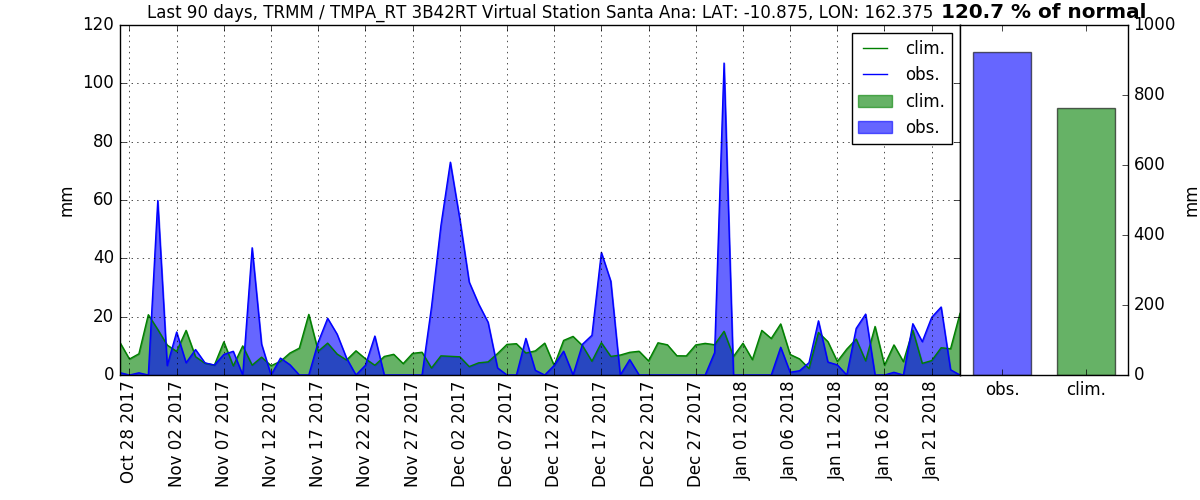 Last 90 days, TRMM / TMPA_RT 3B42RT Virtual Station Santa Ana: LAT: -10.875, LON: 162.375 120.7 % of normal
120
100
80
60
40
20
0
mm
clim.
obs.
clim.
obs.
Oct 28 2017
Nov 02 2017
Nov 07 2017
Nov 12 2017
Nov 17 2017
Nov 22 2017
Nov 27 2017
Dec 02 2017
Dec 07 2017
Dec 12 2017
Dec 17 2017
Dec 22 2017
Dec 27 2017
Jan 01 2018
Jan 06 2018
Jan 11 2018
Jan 16 2018
Jan 21 2018
1000
800
600
400
200
0
mm
obs. clim.